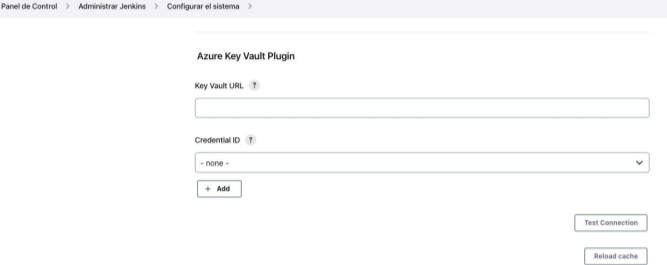 Panel de Control > Administrar Jenkins > Configurar el sistema >
Azure Key Vault Plugin
Key Vault URL ?
Credential ID ?
- none -
+ Add
Test Connection
Reload cache